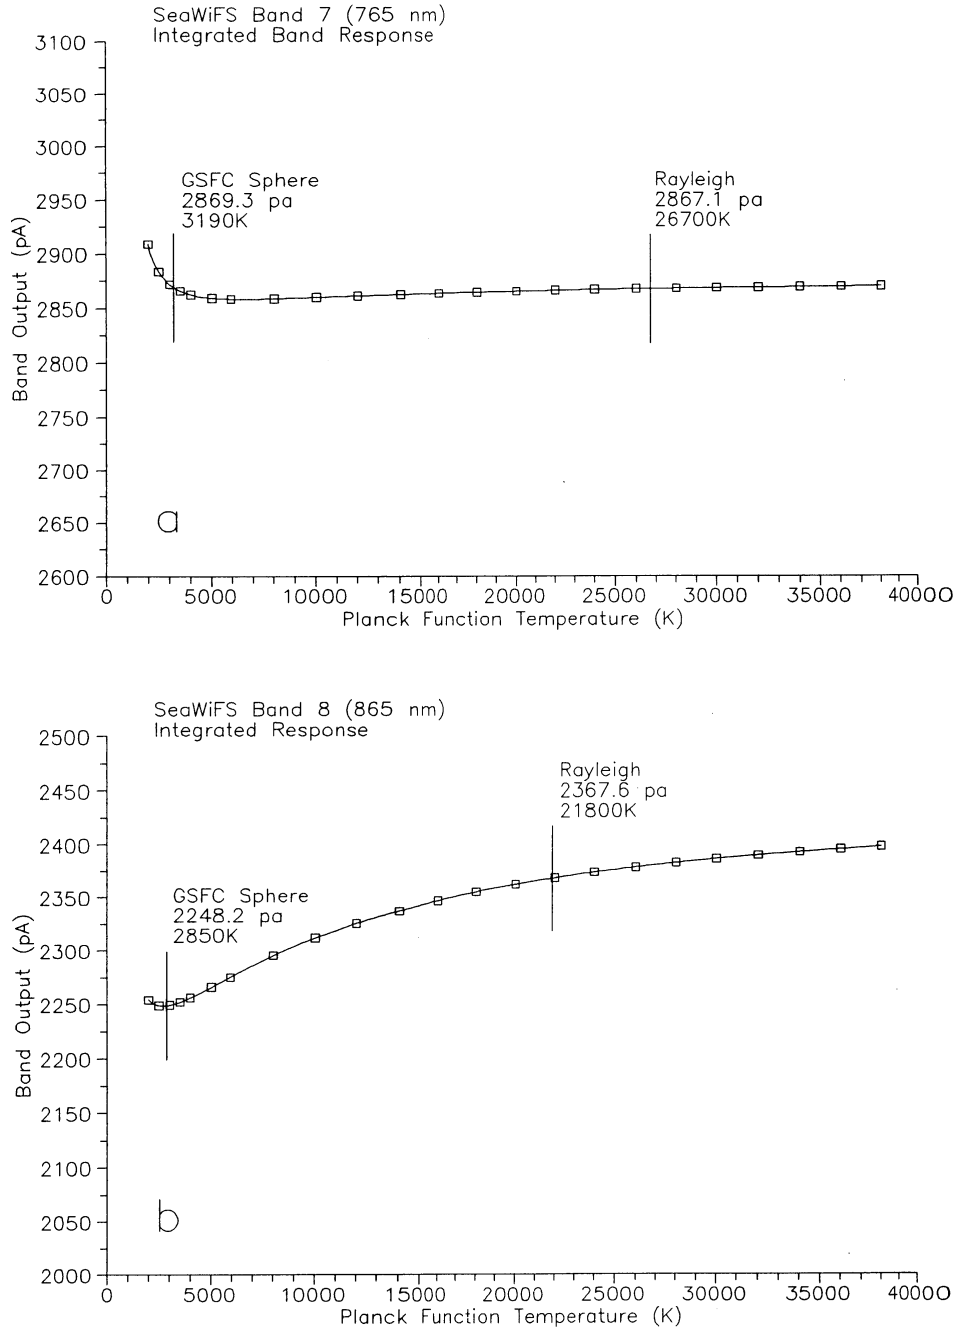 SeaWiFS Band 7 (765 nm)
Integrated Band Response
3100
3050
3000
2950
2900
2850
2800
2750
2700
2650
2600
Band Output (pA)
GSFC Sphere
2869.3 pa
3190K
Rayleigh
2867.1 pa
26700K
a
0 5000 10000 15000 20000 25000 30000 35000 40000
Planck Function Temperature (K)
SeaWiFS Band 8 (865 nm)
Integrated Response
2500
2450
2400
2350
2300
2250
2200
2150
2100
2050
2000
Band Output (pA)
Rayleigh
2367.6 pa
21800K
GSFC Sphere
2248.2 pa
2850K
b
0 5000 10000 15000 20000 25000 30000 35000 40000
Planck Function Temperature (K)